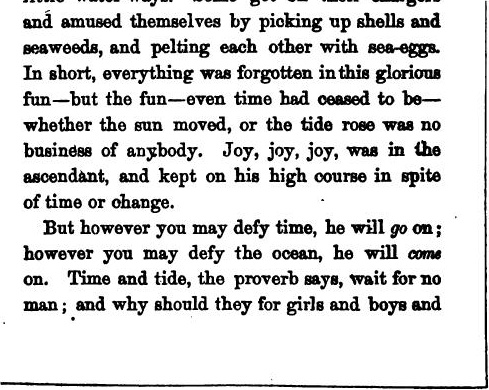 and amused themselves by picking up shells and
seaweeds, and pelting each other with sea-eggs.
In short, everything was forgotten in this glorious
fun—but the fun—even time had ceased to be—
whether the sun moved, or the tide rose was no
business of anybody. Joy, joy, joy, was in the
ascendant, and kept on his high course in spite
of time or change.
But however you may defy time, he will go on;
however you may defy the ocean, he will come
on. Time and tide, the proverb says, wait for no
man; and why should they for girls and boys and